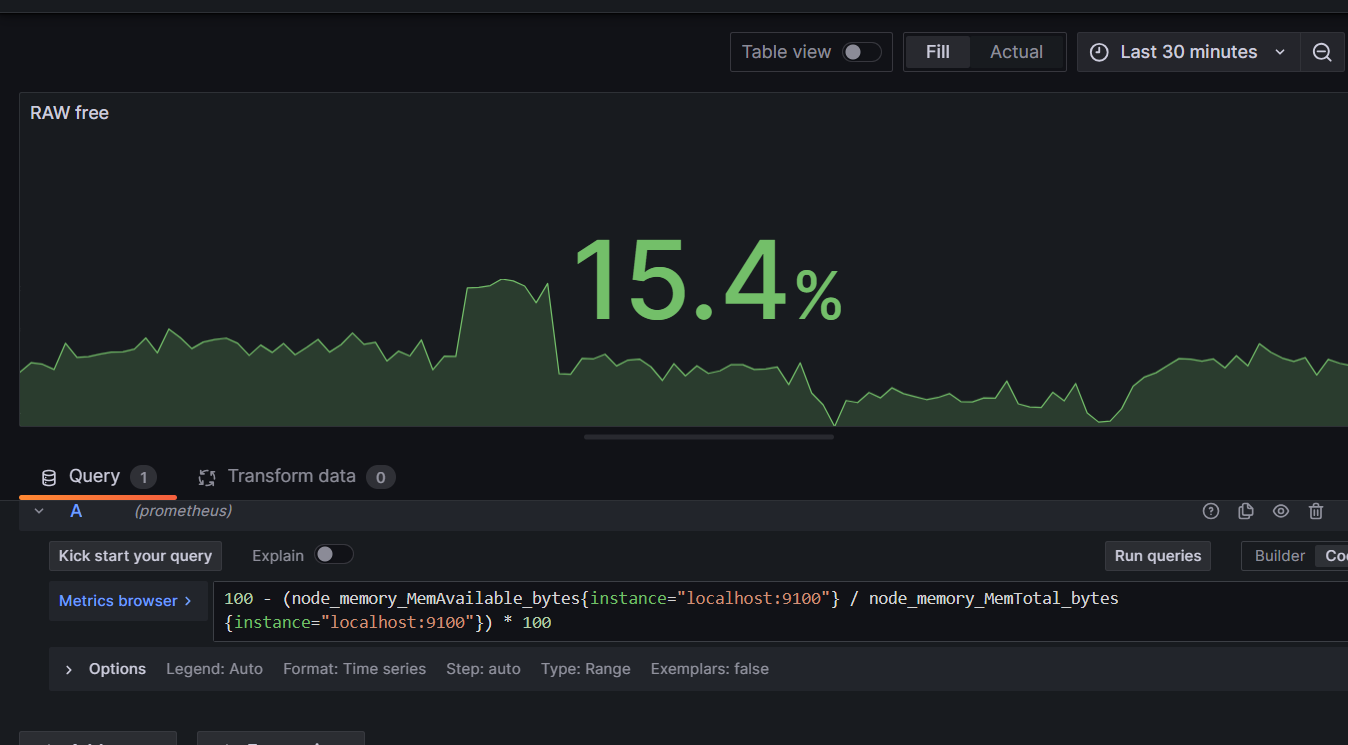 Table view Fill Actual Last 30 minutes
RAW free
15.4%
Query 1 Transform data 0
A (prometheus)
Kick start your query Explain Run queries Builder
Metrics browser > 100 - (node_memory_MemAvailable_bytes{instance="localhost:9100"} / node_memory_MemTotal_bytes
{instance="localhost:9100"}) * 100
> Options Legend: Auto Format: Time series Step: auto Type: Range Exemplars: false